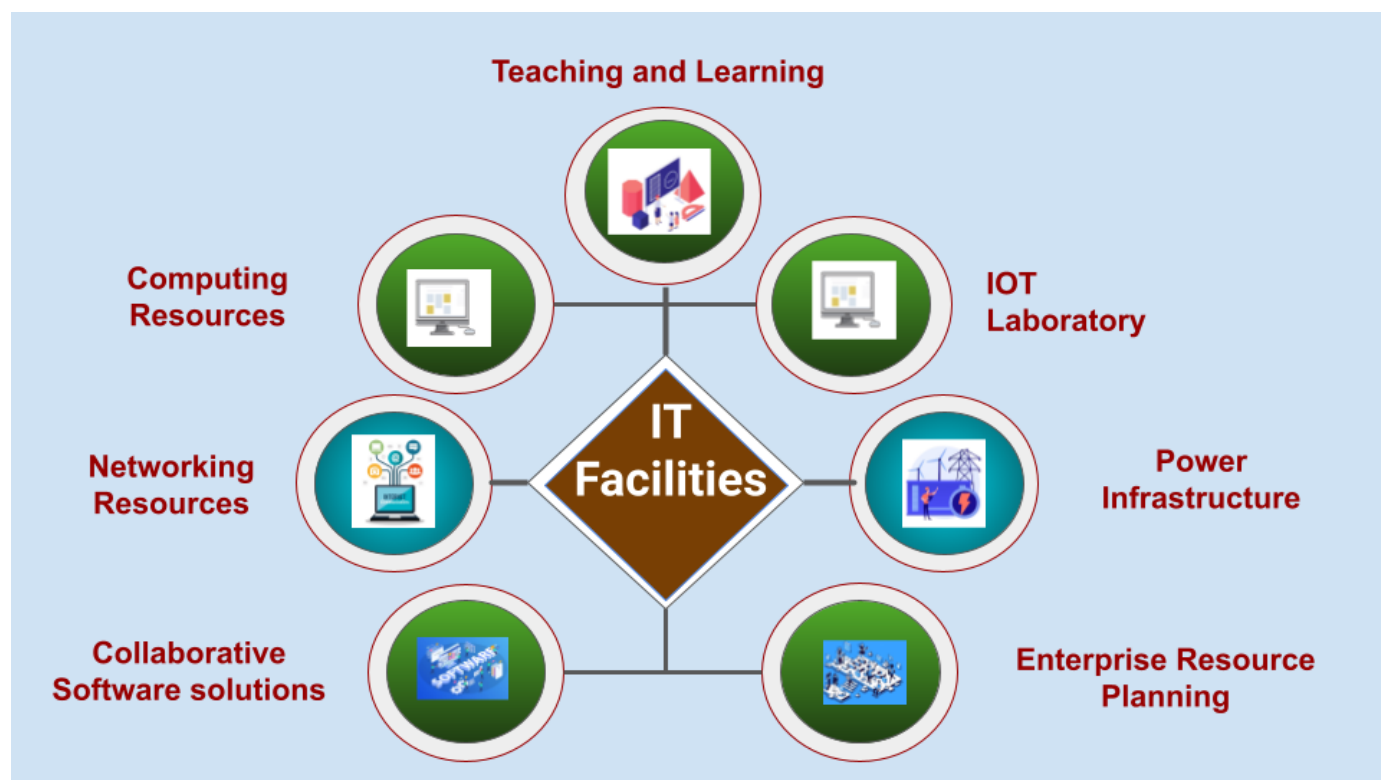 Teaching and Learning
Computing
Resources
IOT
Laboratory
IT
Facilities
Networking
Resources
Power
Infrastructure
Collaborative
Software solutions
SOFTWARE
Enterprise Resource
Planning